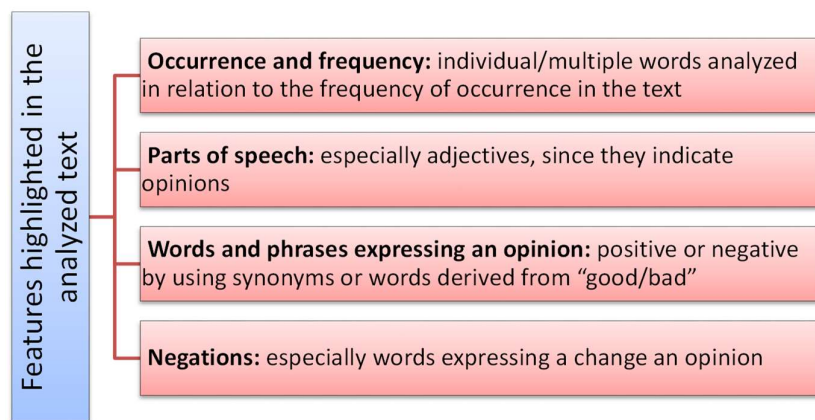 Features highlighted in the
analyzed text
Occurrence and frequency: individual/multiple words analyzed
in relation to the frequency of occurrence in the text
Parts of speech: especially adjectives, since they indicate
opinions
Words and phrases expressing an opinion: positive or negative
by using synonyms or words derived from “good/bad”
Negations: especially words expressing a change an opinion